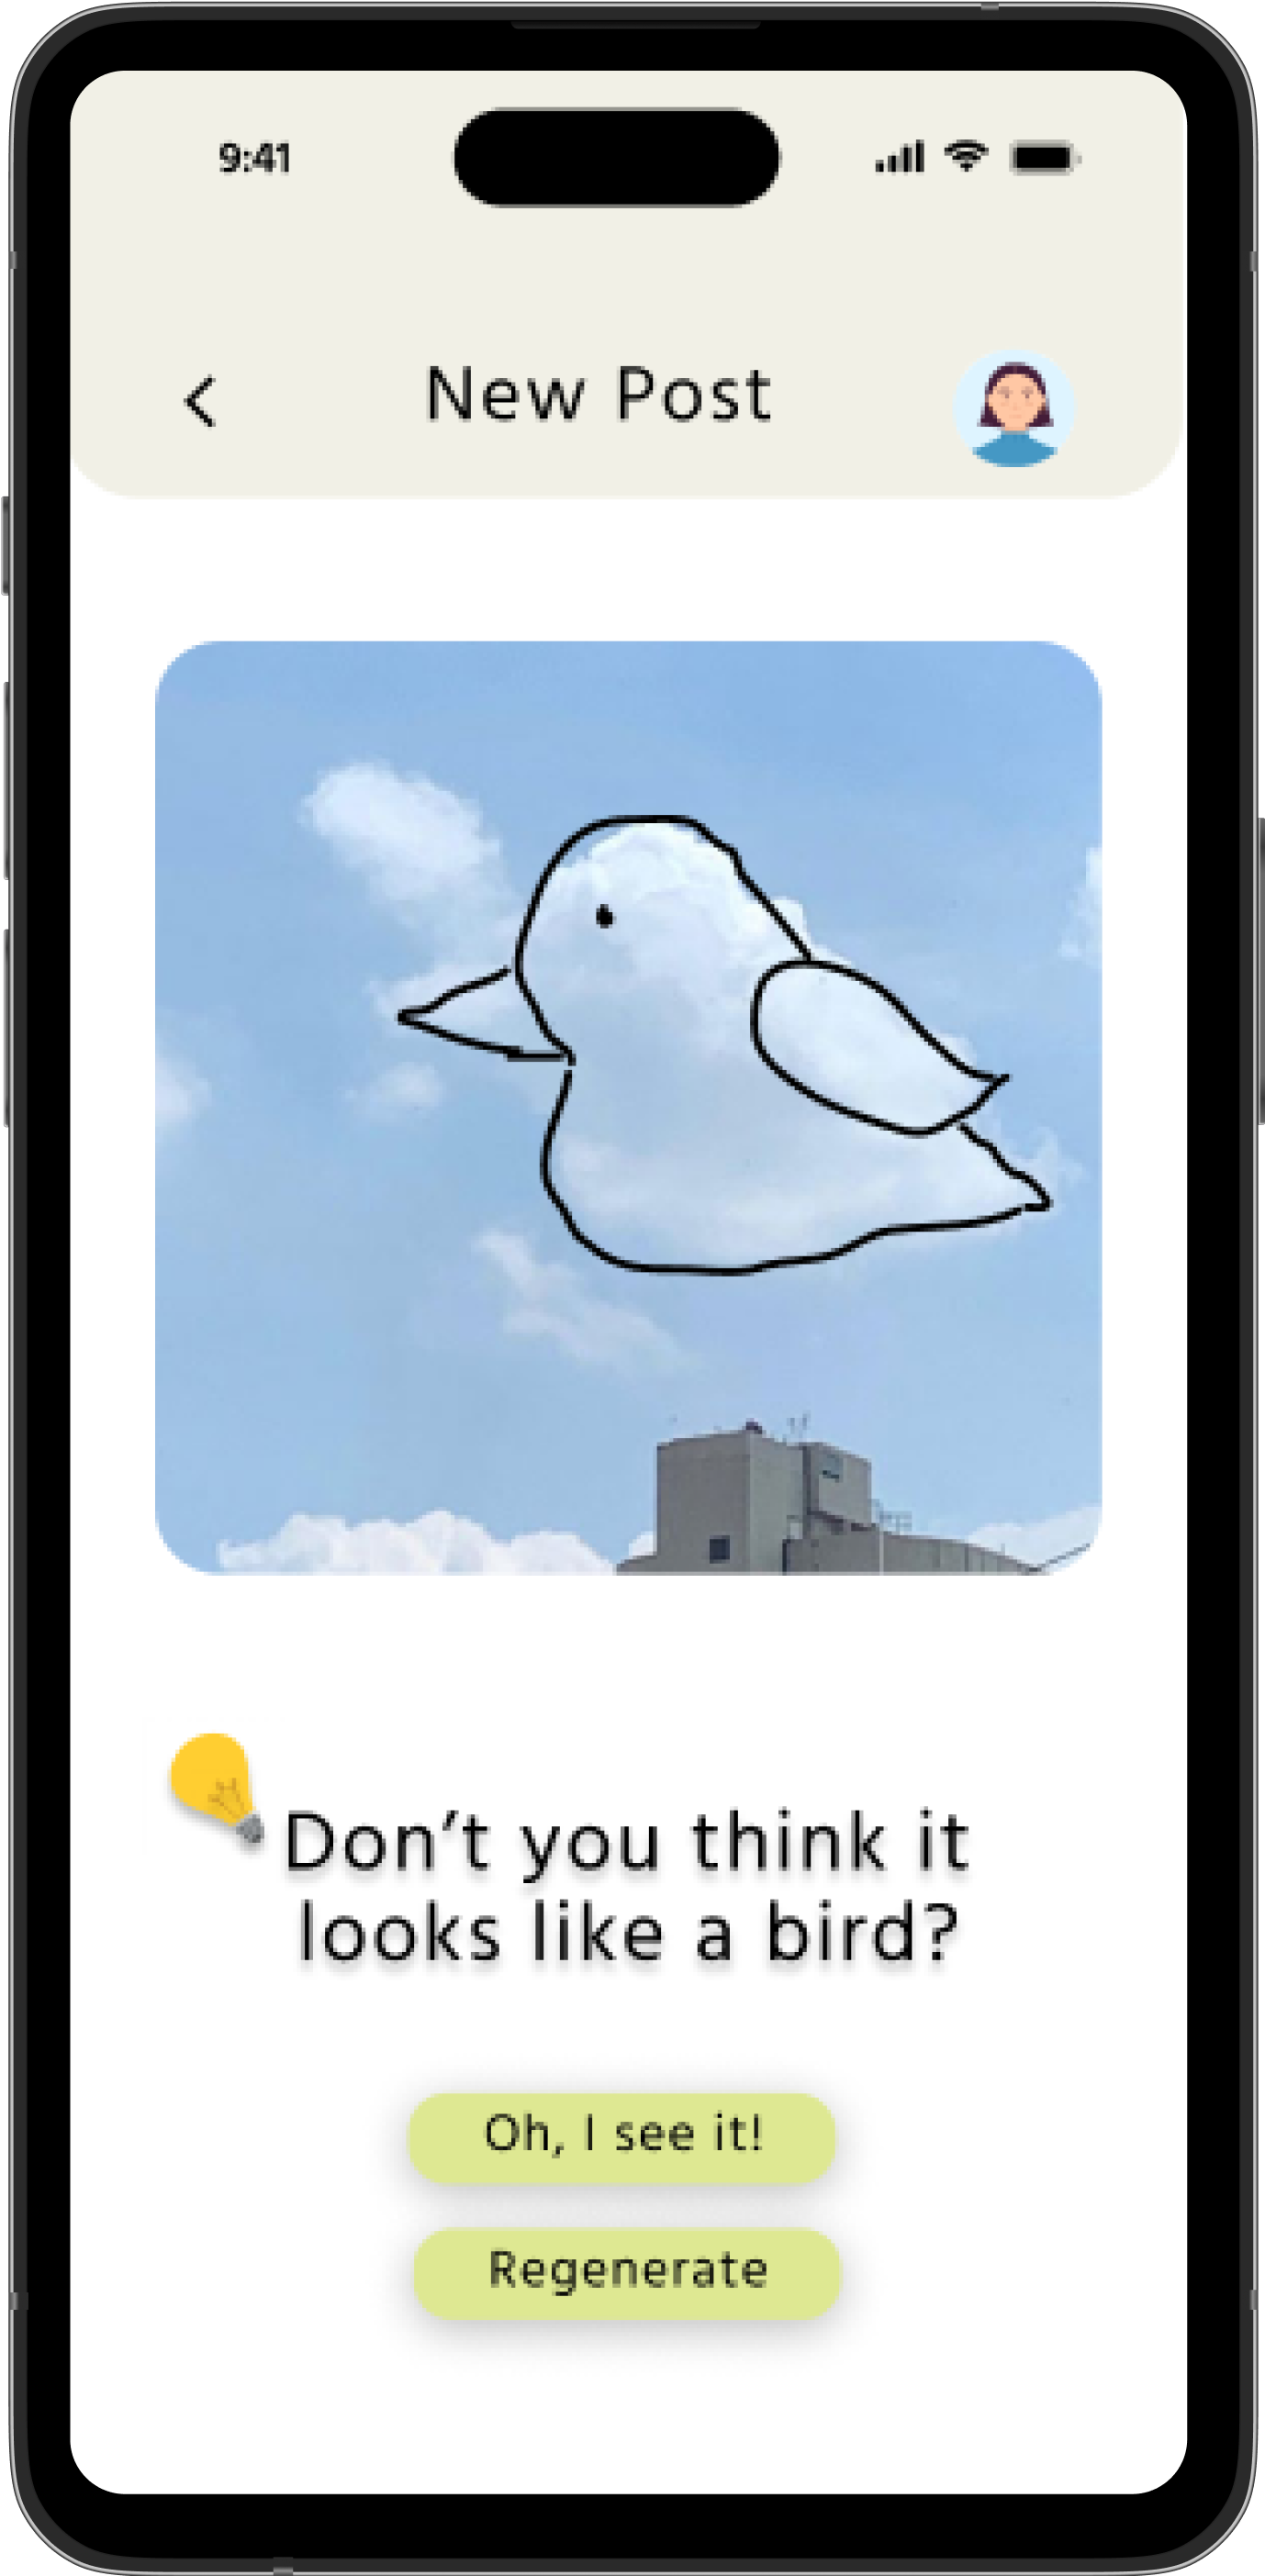 9:41
New Post
Don’t you think it
looks like a bird?
Oh, I see it!
Regenerate